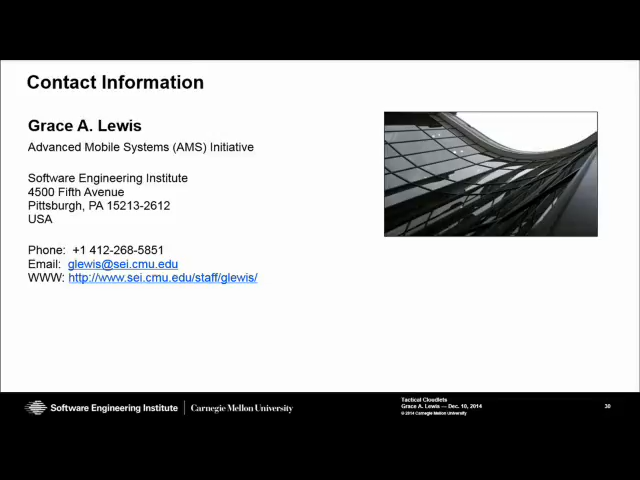 Contact Information
Grace A. Lewis
Advanced Mobile Systems (AMS) Initiative
Software Engineering Institute
4500 Fifth Avenue
Pittsburgh, PA 15213-2612
USA
Phone: +1 412-268-5851
Email: glewis@sei.cmu.edu
WWW: http://www.sei.cmu.edu/staff/glewis/
Software Engineering Institute | Carnegie Mellon University
Tactical Cloudlets
Grace A. Lewis — Dec. 10, 2014
© 2014 Carnegie Mellon University
30